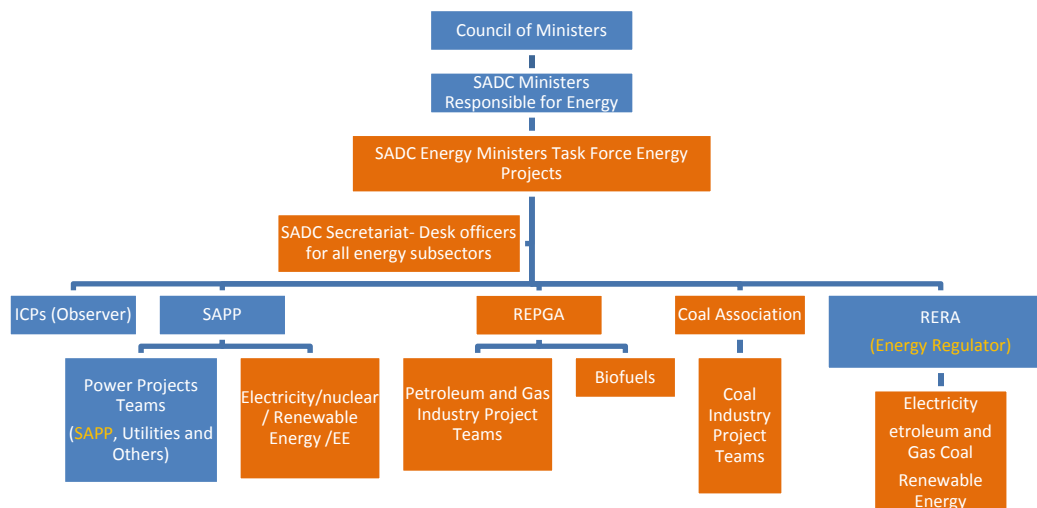 Council of Ministers
SADC Ministers
Responsible for Energy
SADC Energy Ministers Task Force Energy
Projects
SADC Secretariat- Desk officers
for all energy subsectors
ICPs (Observer)
SAPP
REPGA
Coal Association
RERA
(Energy Regulator)
Power Projects
Teams
(SAPP, Utilities and
Others)
Electricity/nuclear
/ Renewable
Energy /EE
Petroleum and Gas
Industry Project
Teams
Biofuels
Coal
Industry
Project
Teams
Electricity
etroleum and
Gas Coal
Renewable
Energy